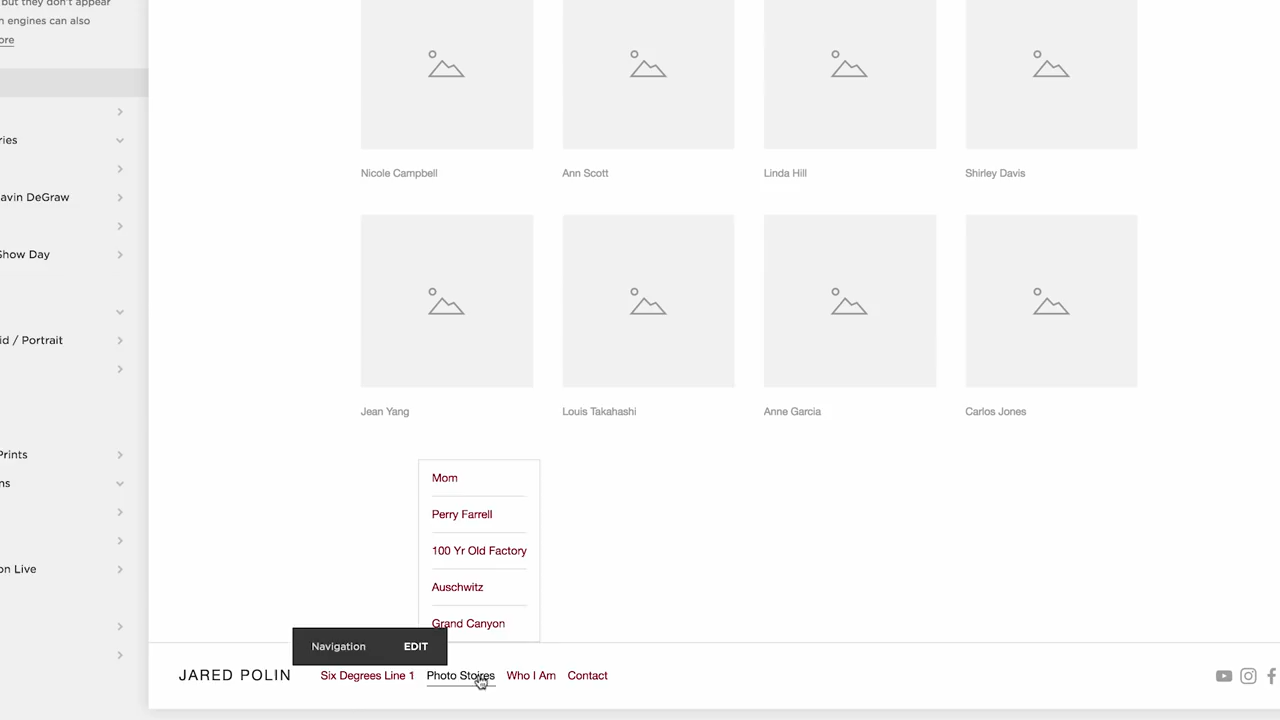 but they don't appear
engines can also
ore
ries
avin DeGraw
Show Day
id / Portrait
Prints
ns
on Live
Nicole Campbell
Ann Scott
Linda Hill
Shirley Davis
Jean Yang
Louis Takahashi
Anne Garcia
Carlos Jones
Mom
Perry Farrell
100 Yr Old Factory
Auschwitz
Grand Canyon
Navigation EDIT
JARED POLIN Six Degrees Line 1 Photo Stoires Who I Am Contact